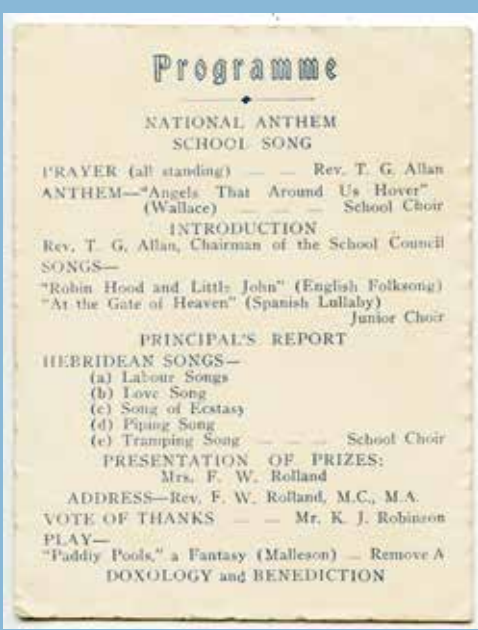 Programme
NATIONAL ANTHEM
SCHOOL SONG
PRAYER (all standing) — — Rev. T. G. Allan
ANTHEM—"Angels That Around Us Hover"
(Wallace) — — — School Choir
INTRODUCTION
Rev. T. G. Allan, Chairman of the School Council
SONGS—
"Robin Hood and Little John" (English Folksong)
"At the Gate of Heaven" (Spanish Lullaby)
Junior Choir
PRINCIPAL'S REPORT
HEBRIDEAN SONGS—
(a) Labour Songs
(b) Love Song
(c) Song of Ecstasy
(d) Piping Song
(e) Tramping Song — — — School Choir
PRESENTATION OF PRIZES:
Mrs. F. W. Rolland
ADDRESS—Rev. F. W. Rolland, M.C., M.A.
VOTE OF THANKS — — Mr. K. J. Robinson
PLAY—
"Paddiy Pools," a Fantasy (Malleson) — Remove A
DOXOLOGY and BENEDICTION